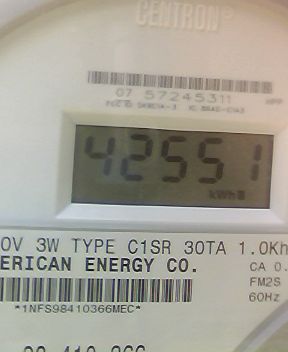 CENTRON®
07 57245311
42551
kWh
0V 3W TYPE C1SR 30TA 1.0Kh
ERICAN ENERGY CO.
CA 0.
FM2S
60Hz
*1NFS98410366MEC*